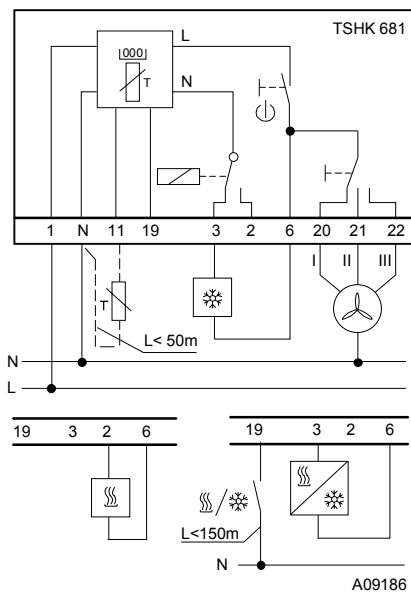 TSHK 681
L
000
T
N
1 N 11 19 3 2 6 20 21 22
I II III
T
L< 50m
N
L
19 3 2 6
19 3 2 6
L<150m
N
A09186